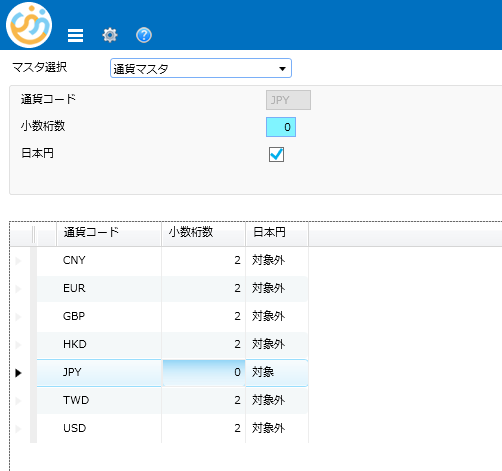 マスタ選択 通貨マスタ
通貨コード JPY
小数桁数 0
日本円
通貨コード 小数桁数 日本円
CNY 2 対象外
EUR 2 対象外
GBP 2 対象外
HKD 2 対象外
JPY 0 対象
TWD 2 対象外
USD 2 対象外